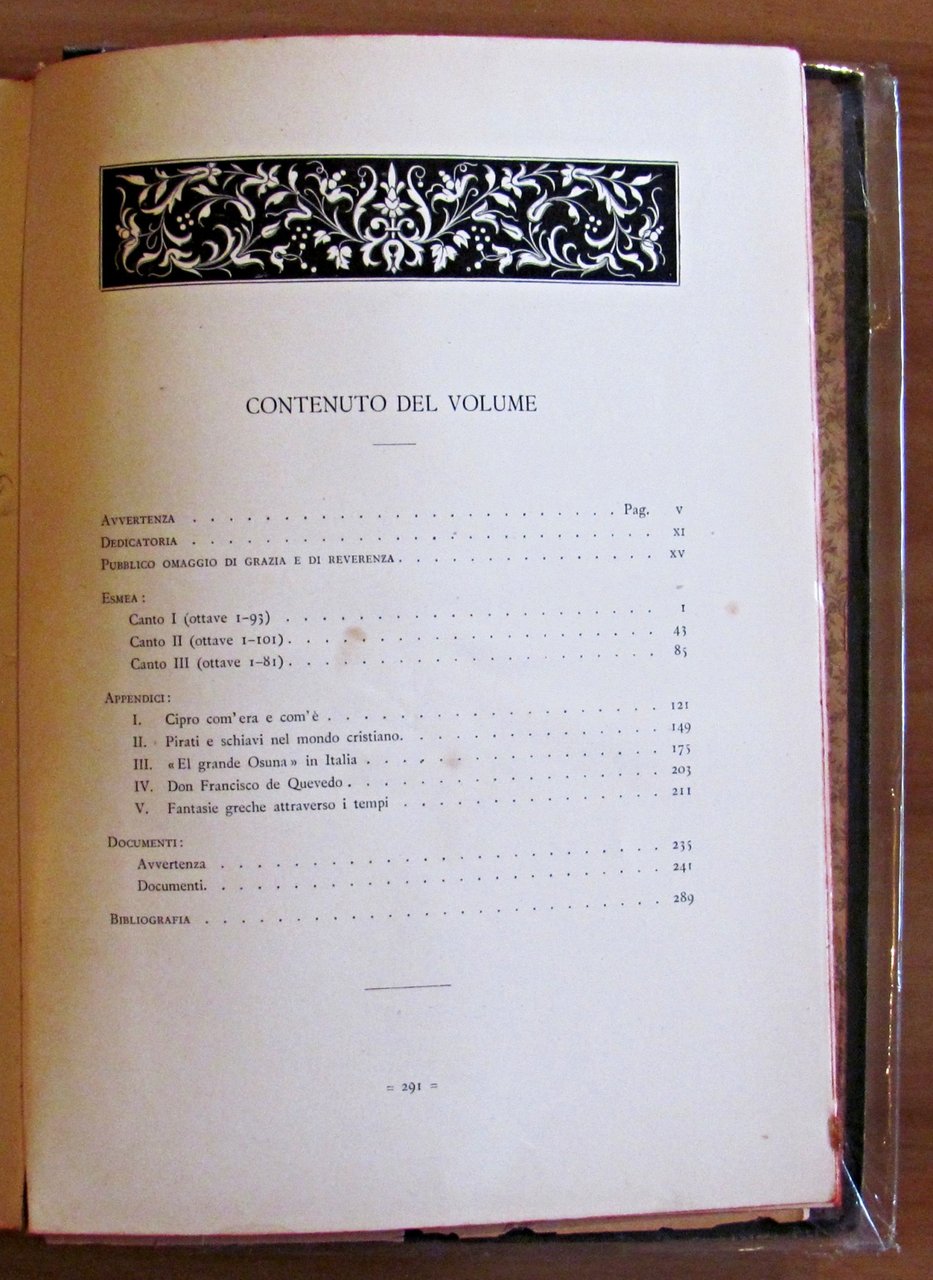 CONTENUTO DEL VOLUME
AVVERTENZA . . . . . . . . . . . . . . . . . . . . . . . . Pag. V
DEDICATORIA . . . . . . . . . . . . . . . . . . . . . . . . XI
PUBBLICO OMAGGIO DI GRAZIA E DI REVERENZA . . . . . . . . . . . . . . . XV
ESMEA:
Canto I (ottave 1-93) . . . . . . . . . . . . . . . . . . . . 1
Canto II (ottave 1-101) . . . . . . . . . . . . . . . . . . . . 43
Canto III (ottave 1-81) . . . . . . . . . . . . . . . . . . . . 85
APPENDICI:
I. Cipro com'era e com'è . . . . . . . . . . . . . . . . . . 121
II. Pirati e schiavi nel mondo cristiano. . . . . . . . . . . . . . 149
III. «El grande Osuna» in Italia . . . . . . . . . . . . . . . . 175
IV. Don Francisco de Quevedo . . . . . . . . . . . . . . . . . 203
V. Fantasie greche attraverso i tempi . . . . . . . . . . . . . . 211
DOCUMENTI:
Avvertenza . . . . . . . . . . . . . . . . . . . . . . . . 235
Documenti. . . . . . . . . . . . . . . . . . . . . . . . . 241
BIBLIOGRAFIA . . . . . . . . . . . . . . . . . . . . . . . . . 289
= 291 =